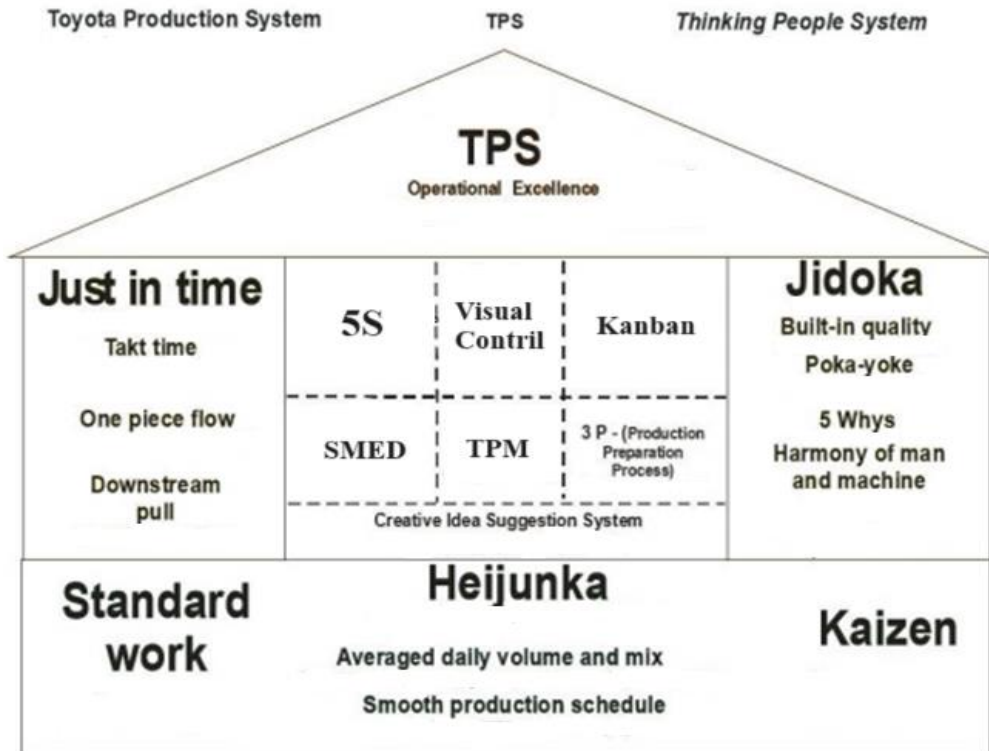 Toyota Production System
TPS
Thinking People System
TPS
Operational Excellence
Just in time
Takt time
One piece flow
Downstream
pull
5S
Visual
Contril
Kanban
SMED
TPM
3 P - (Production
Preparation
Process)
Creative Idea Suggestion System
Jidoka
Built-in quality
Poka-yoke
5 Whys
Harmony of man
and machine
Standard
work
Heijunka
Averaged daily volume and mix
Smooth production schedule
Kaizen